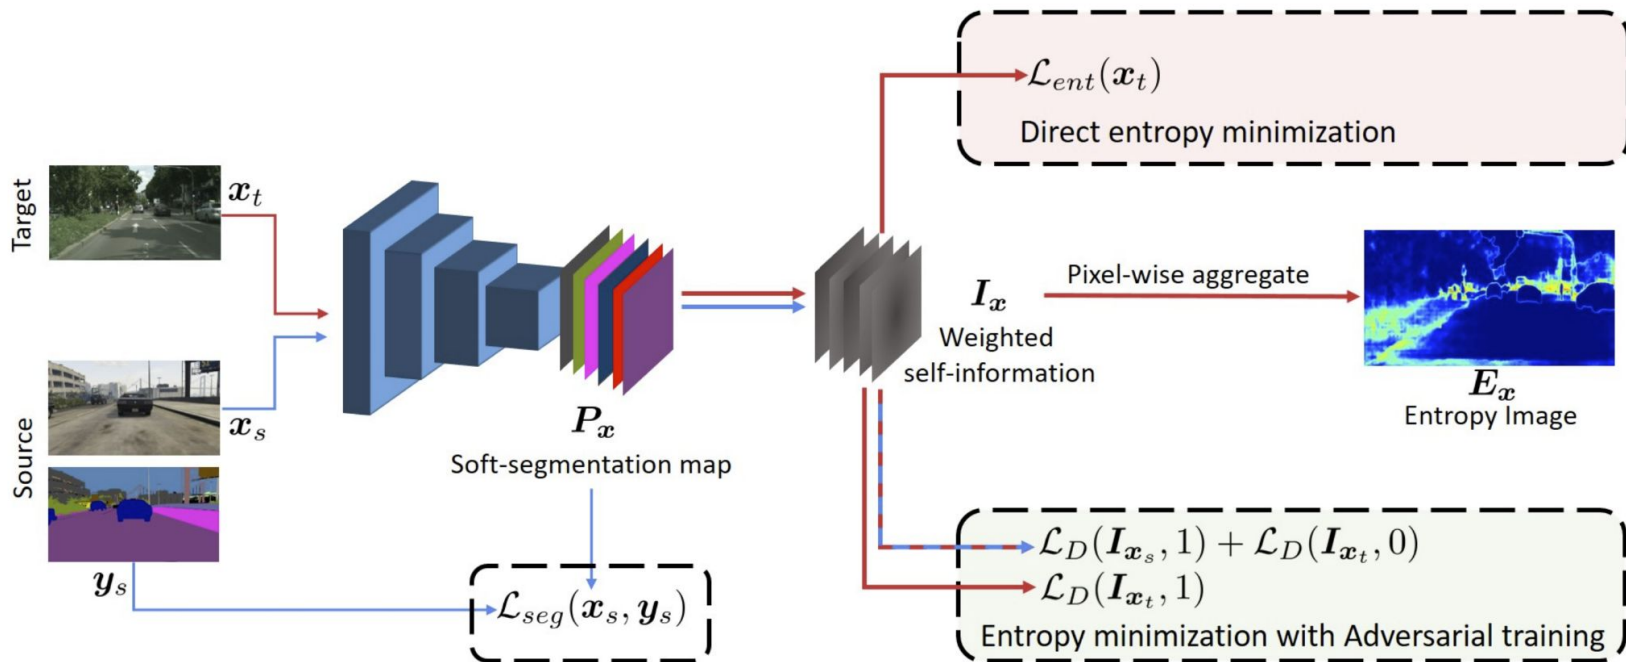 ℒ_ent(x_t)
Direct entropy minimization
Target
x_t
Pixel-wise aggregate
I_x
Weighted
self-information
E_x
Entropy Image
Source
x_s
P_x
Soft-segmentation map
y_s
ℒ_seg(x_s, y_s)
ℒ_D(I_{x_s}, 1) + ℒ_D(I_{x_t}, 0)
ℒ_D(I_{x_t}, 1)
Entropy minimization with Adversarial training